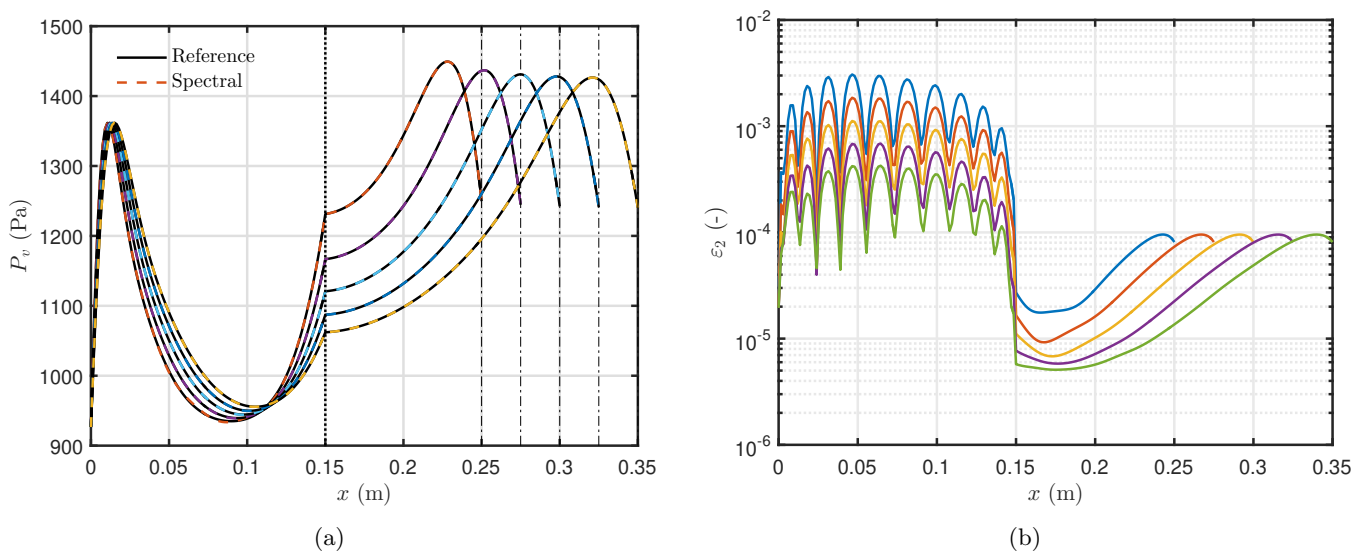 1500
1400
1300
1200
1100
1000
900
P_v (Pa)
Reference
Spectral
0 0.05 0.1 0.15 0.2 0.25 0.3 0.35
x (m)
(a)
10^-2
10^-3
10^-4
10^-5
10^-6
ε_2 (-)
0 0.05 0.1 0.15 0.2 0.25 0.3 0.35
x (m)
(b)